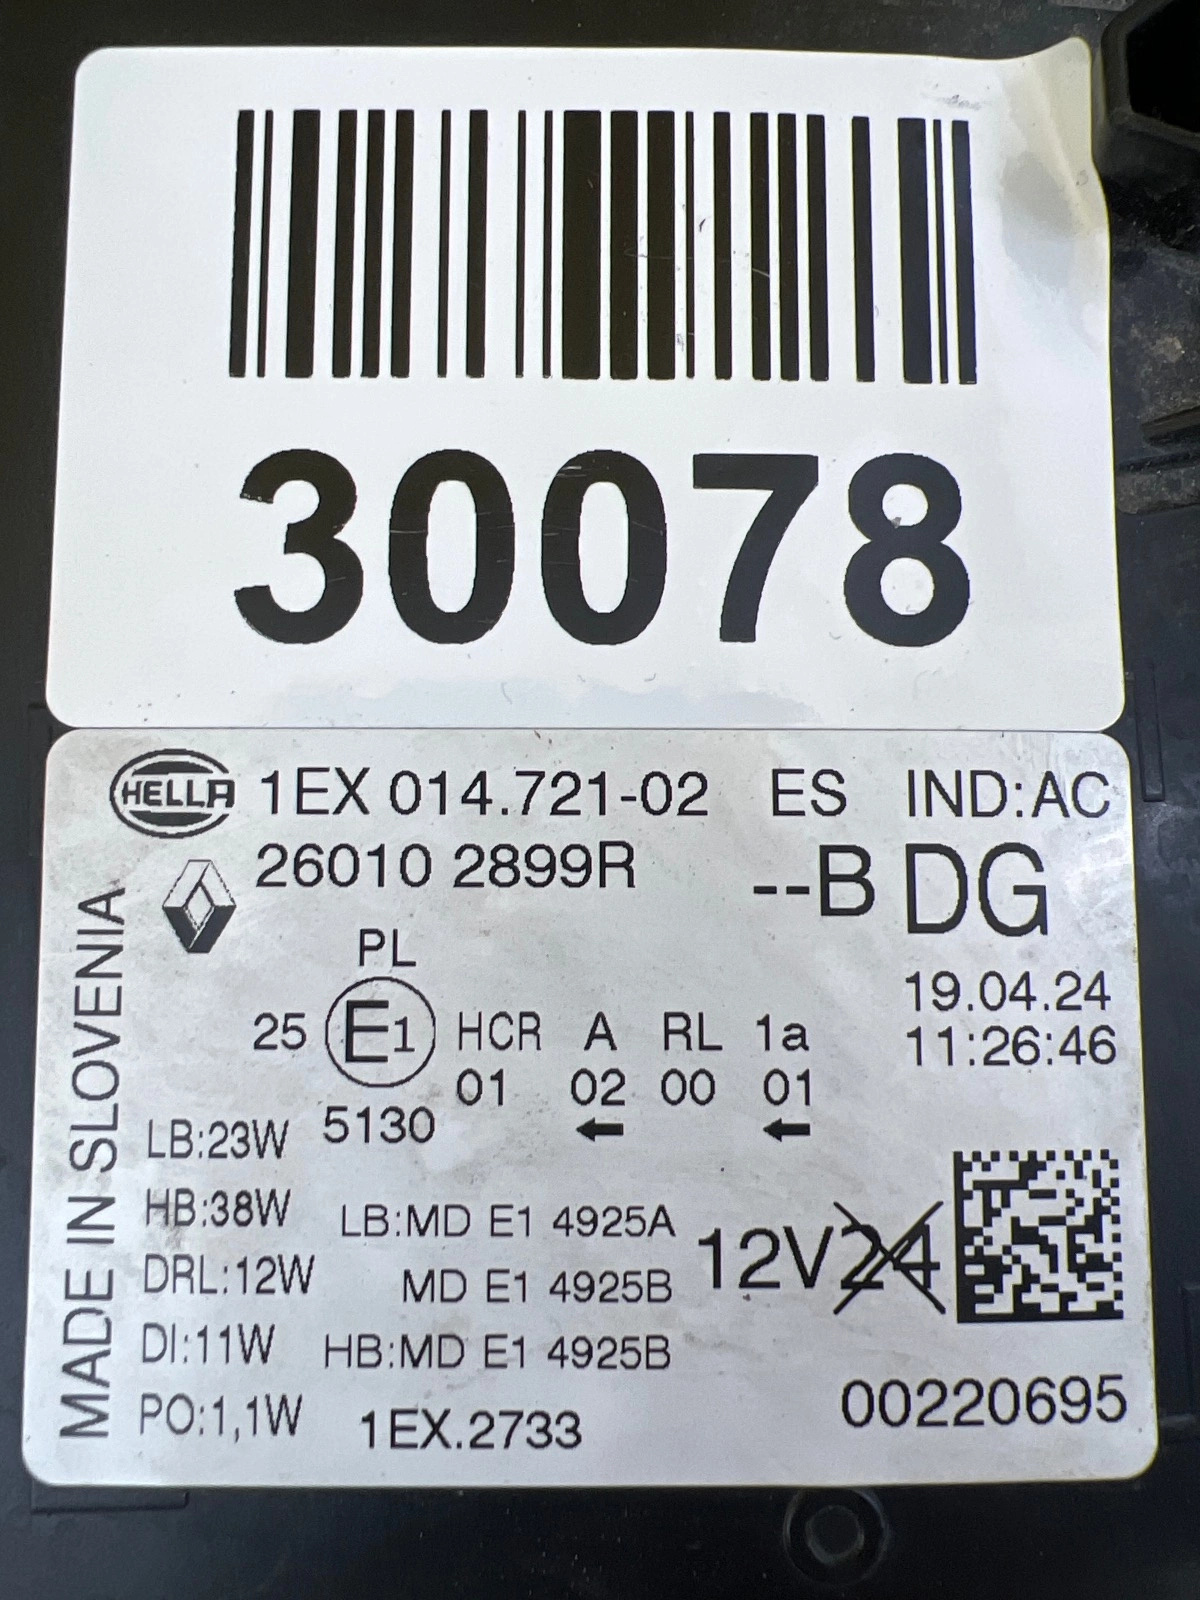 30078
HELLA 1EX 014.721-02 ES IND:AC
26010 2899R --B DG
MADE IN SLOVENIA
PL
19.04.24
11:26:46
25 E1 HCR A RL 1a
01 02 00 01
5130 ← ←
LB:23W
HB:38W LB:MD E1 4925A
DRL:12W MD E1 4925B
12V24
DI:11W HB:MD E1 4925B
PO:1,1W 1EX.2733
00220695